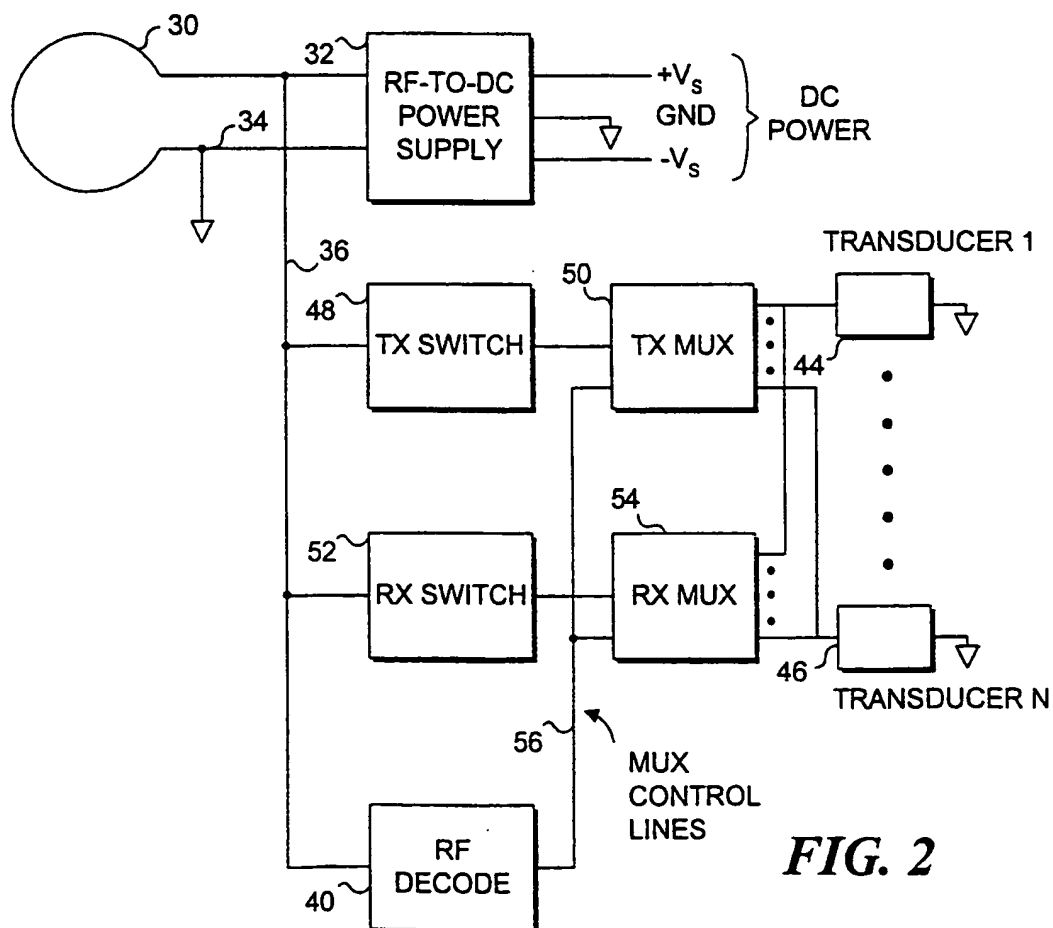 30
32
RF-TO-DC
POWER
SUPPLY
+Vs
GND
-Vs
DC
POWER
34
36
TRANSDUCER 1
48
TX SWITCH
50
TX MUX
44
52
RX SWITCH
54
RX MUX
46
TRANSDUCER N
56
MUX
CONTROL
LINES
RF
DECODE
40
FIG. 2